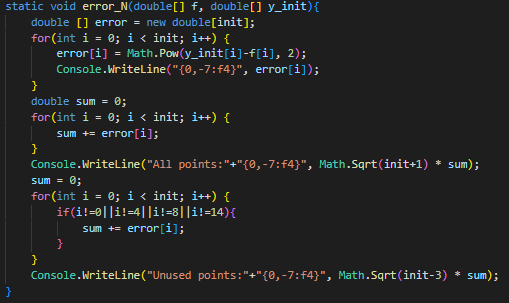 static void error_N(double[] f, double[] y_init){
double [] error = new double[init];
for(int i = 0; i < init; i++) {
error[i] = Math.Pow(y_init[i]-f[i], 2);
Console.WriteLine("{0,-7:f4}", error[i]);
}
double sum = 0;
for(int i = 0; i < init; i++) {
sum += error[i];
}
Console.WriteLine("All points:"+"{0,-7:f4}", Math.Sqrt(init+1) * sum);
sum = 0;
for(int i = 0; i < init; i++) {
if(i!=0||i!=4||i!=8||i!=14){
sum += error[i];
}
}
Console.WriteLine("Unused points:"+"{0,-7:f4}", Math.Sqrt(init-3) * sum);
}